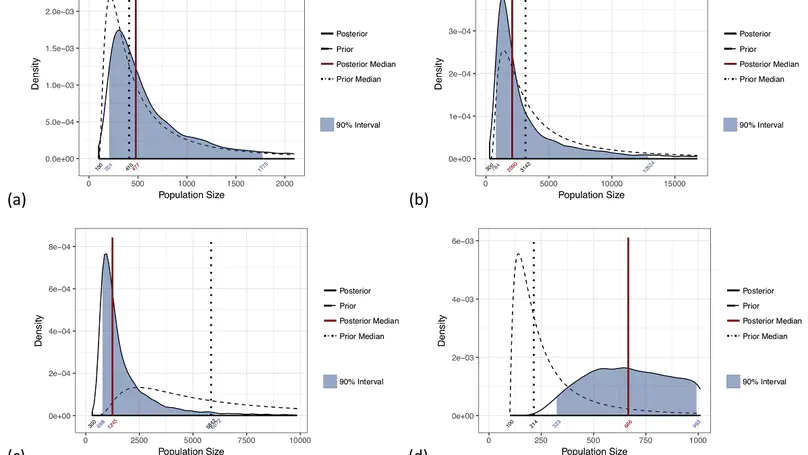 2.0e−03
1.5e−03
1.0e−03
5.0e−04
0.0e+00
Density
100
201
410
477
1775
0
500
1000
1500
2000
Population Size
Posterior
Prior
Posterior Median
Prior Median
90% Interval
(a)
3e−04
2e−04
1e−04
0e+00
Density
300
784
2090
3142
0
5000
10000
15000
Population Size
Posterior
Prior
Posterior Median
Prior Median
90% Interval
(b)
8e−04
6e−04
4e−04
2e−04
0e+00
Density
300
1245
0
2500
5000
7500
10000
Population Size
Posterior
Prior
Posterior Median
Prior Median
90% Interval
(c)
6e−03
4e−03
2e−03
0e+00
Density
100
214
323
666
993
0
250
500
750
1000
Population Size
Posterior
Prior
Posterior Median
Prior Median
90% Interval
(d)